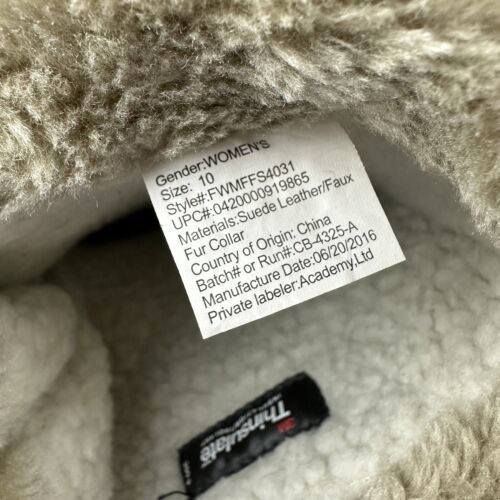 Gender:WOMEN'S
Size: 10
Style#:FWMFFS4031
UPC#:0420000919865
Materials:Suede Leather/Faux
Fur Collar
Country of Origin: China
Batch# or Run#:CB-4325-A
Manufacture Date:06/20/2016
Private labeler:Academy,Ltd
3M
Thinsulate